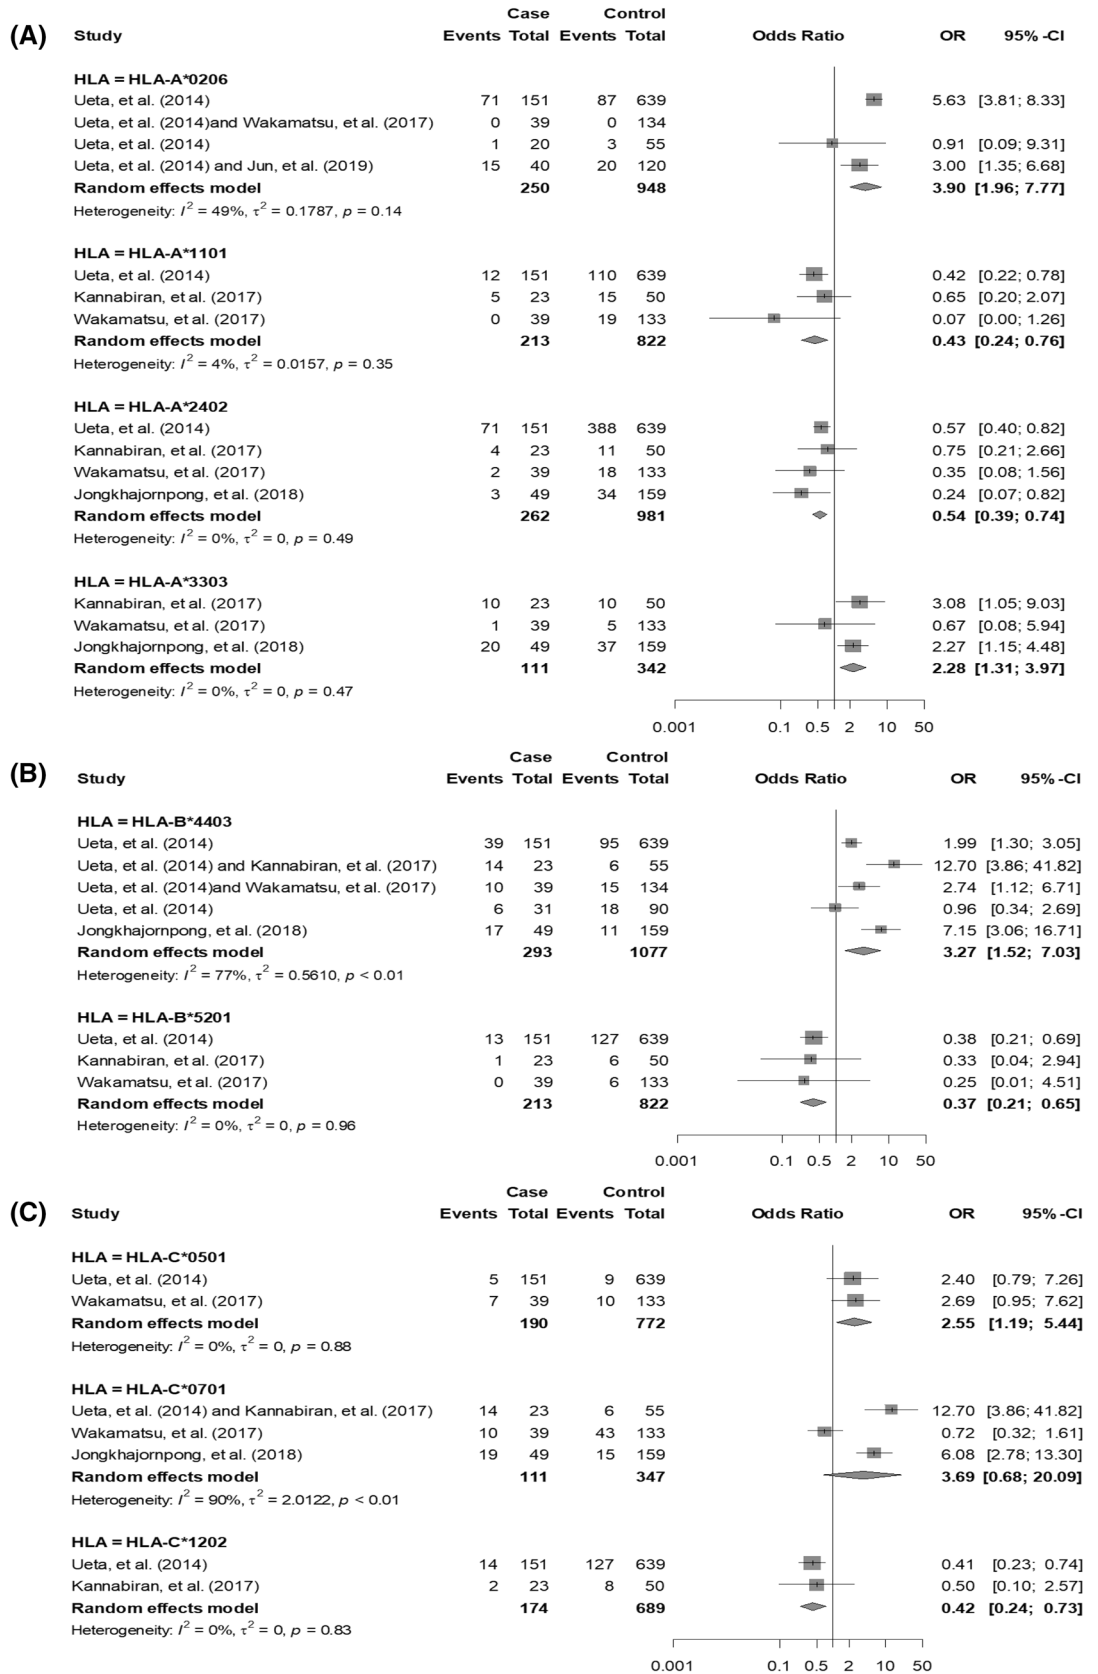 (A)
Case Control
Study Events Total Events Total Odds Ratio OR 95% -CI
HLA = HLA-A*0206
Ueta, et al. (2014) 71 151 87 639 5.63 [3.81; 8.33]
Ueta, et al. (2014)and Wakamatsu, et al. (2017) 0 39 0 134
Ueta, et al. (2014) 1 20 3 55 0.91 [0.09; 9.31]
Ueta, et al. (2014) and Jun, et al. (2019) 15 40 20 120 3.00 [1.35; 6.68]
Random effects model 250 948 3.90 [1.96; 7.77]
Heterogeneity: I² = 49%, τ² = 0.1787, p = 0.14
HLA = HLA-A*1101
Ueta, et al. (2014) 12 151 110 639 0.42 [0.22; 0.78]
Kannabiran, et al. (2017) 5 23 15 50 0.65 [0.20; 2.07]
Wakamatsu, et al. (2017) 0 39 19 133 0.07 [0.00; 1.26]
Random effects model 213 822 0.43 [0.24; 0.76]
Heterogeneity: I² = 4%, τ² = 0.0157, p = 0.35
HLA = HLA-A*2402
Ueta, et al. (2014) 71 151 388 639 0.57 [0.40; 0.82]
Kannabiran, et al. (2017) 4 23 11 50 0.75 [0.21; 2.66]
Wakamatsu, et al. (2017) 2 39 18 133 0.35 [0.08; 1.56]
Jongkhajornpong, et al. (2018) 3 49 34 159 0.24 [0.07; 0.82]
Random effects model 262 981 0.54 [0.39; 0.74]
Heterogeneity: I² = 0%, τ² = 0, p = 0.49
HLA = HLA-A*3303
Kannabiran, et al. (2017) 10 23 10 50 3.08 [1.05; 9.03]
Wakamatsu, et al. (2017) 1 39 5 133 0.67 [0.08; 5.94]
Jongkhajornpong, et al. (2018) 20 49 37 159 2.27 [1.15; 4.48]
Random effects model 111 342 2.28 [1.31; 3.97]
Heterogeneity: I² = 0%, τ² = 0, p = 0.47
0.001 0.1 0.5 2 10 50
(B)
Case Control
Study Events Total Events Total Odds Ratio OR 95% -CI
HLA = HLA-B*4403
Ueta, et al. (2014) 39 151 95 639 1.99 [1.30; 3.05]
Ueta, et al. (2014) and Kannabiran, et al. (2017) 14 23 6 55 12.70 [3.86; 41.82]
Ueta, et al. (2014)and Wakamatsu, et al. (2017) 10 39 15 134 2.74 [1.12; 6.71]
Ueta, et al. (2014) 6 31 18 90 0.96 [0.34; 2.69]
Jongkhajornpong, et al. (2018) 17 49 11 159 7.15 [3.06; 16.71]
Random effects model 293 1077 3.27 [1.52; 7.03]
Heterogeneity: I² = 77%, τ² = 0.5610, p < 0.01
HLA = HLA-B*5201
Ueta, et al. (2014) 13 151 127 639 0.38 [0.21; 0.69]
Kannabiran, et al. (2017) 1 23 6 50 0.33 [0.04; 2.94]
Wakamatsu, et al. (2017) 0 39 6 133 0.25 [0.01; 4.51]
Random effects model 213 822 0.37 [0.21; 0.65]
Heterogeneity: I² = 0%, τ² = 0, p = 0.96
0.001 0.1 0.5 2 10 50
(C)
Case Control
Study Events Total Events Total Odds Ratio OR 95% -CI
HLA = HLA-C*0501
Ueta, et al. (2014) 5 151 9 639 2.40 [0.79; 7.26]
Wakamatsu, et al. (2017) 7 39 10 133 2.69 [0.95; 7.62]
Random effects model 190 772 2.55 [1.19; 5.44]
Heterogeneity: I² = 0%, τ² = 0, p = 0.88
HLA = HLA-C*0701
Ueta, et al. (2014) and Kannabiran, et al. (2017) 14 23 6 55 12.70 [3.86; 41.82]
Wakamatsu, et al. (2017) 10 39 43 133 0.72 [0.32; 1.61]
Jongkhajornpong, et al. (2018) 19 49 15 159 6.08 [2.78; 13.30]
Random effects model 111 347 3.69 [0.68; 20.09]
Heterogeneity: I² = 90%, τ² = 2.0122, p < 0.01
HLA = HLA-C*1202
Ueta, et al. (2014) 14 151 127 639 0.41 [0.23; 0.74]
Kannabiran, et al. (2017) 2 23 8 50 0.50 [0.10; 2.57]
Random effects model 174 689 0.42 [0.24; 0.73]
Heterogeneity: I² = 0%, τ² = 0, p = 0.83
0.001 0.1 0.5 2 10 50